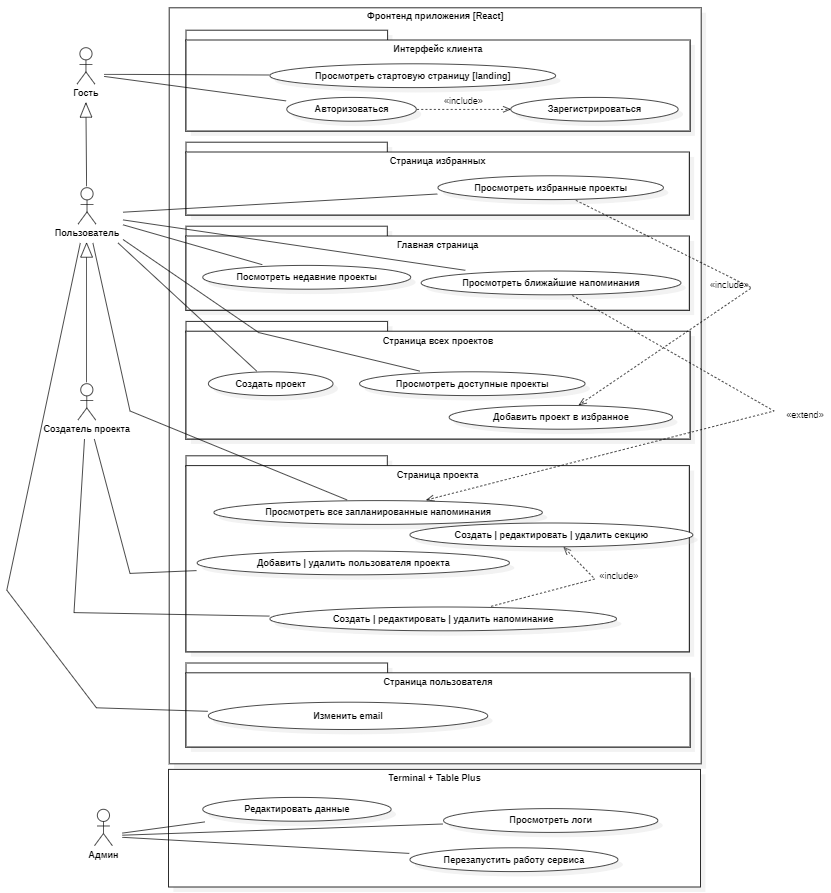 Фронтенд приложения [React]
Интерфейс клиента
Просмотреть стартовую страницу [landing]
Гость
Авторизоваться
«include»
Зарегистрироваться
Страница избранных
Просмотреть избранные проекты
Пользователь
Главная страница
Посмотреть недавние проекты
Просмотреть ближайшие напоминания
«include»
Страница всех проектов
Создать проект
Просмотреть доступные проекты
Добавить проект в избранное
«extend»
Создатель проекта
Страница проекта
Просмотреть все запланированные напоминания
Создать | редактировать | удалить секцию
Добавить | удалить пользователя проекта
«include»
Создать | редактировать | удалить напоминание
Страница пользователя
Изменить email
Terminal + Table Plus
Редактировать данные
Просмотреть логи
Админ
Перезапустить работу сервиса